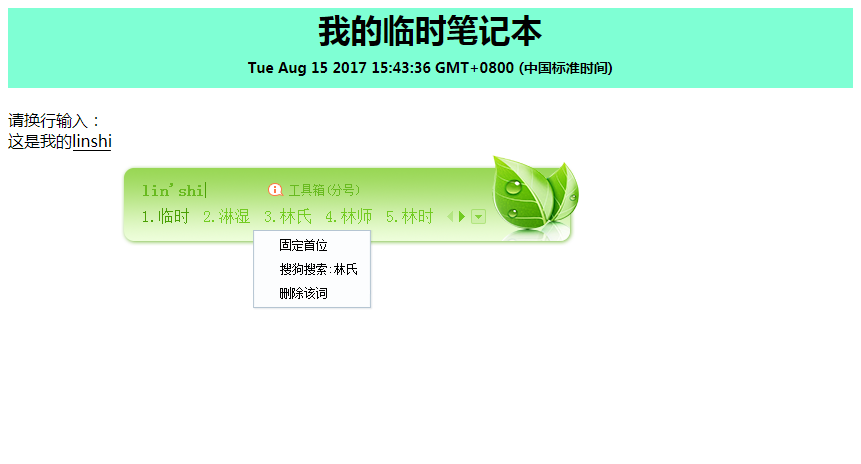 我的临时笔记本
Tue Aug 15 2017 15:43:36 GMT+0800 (中国标准时间)
请换行输入：
这是我的linshi
lin'shi 工具箱(分号)
1.临时 2.淋湿 3.林氏 4.林师 5.林时
固定首位
搜狗搜索:林氏
删除该词